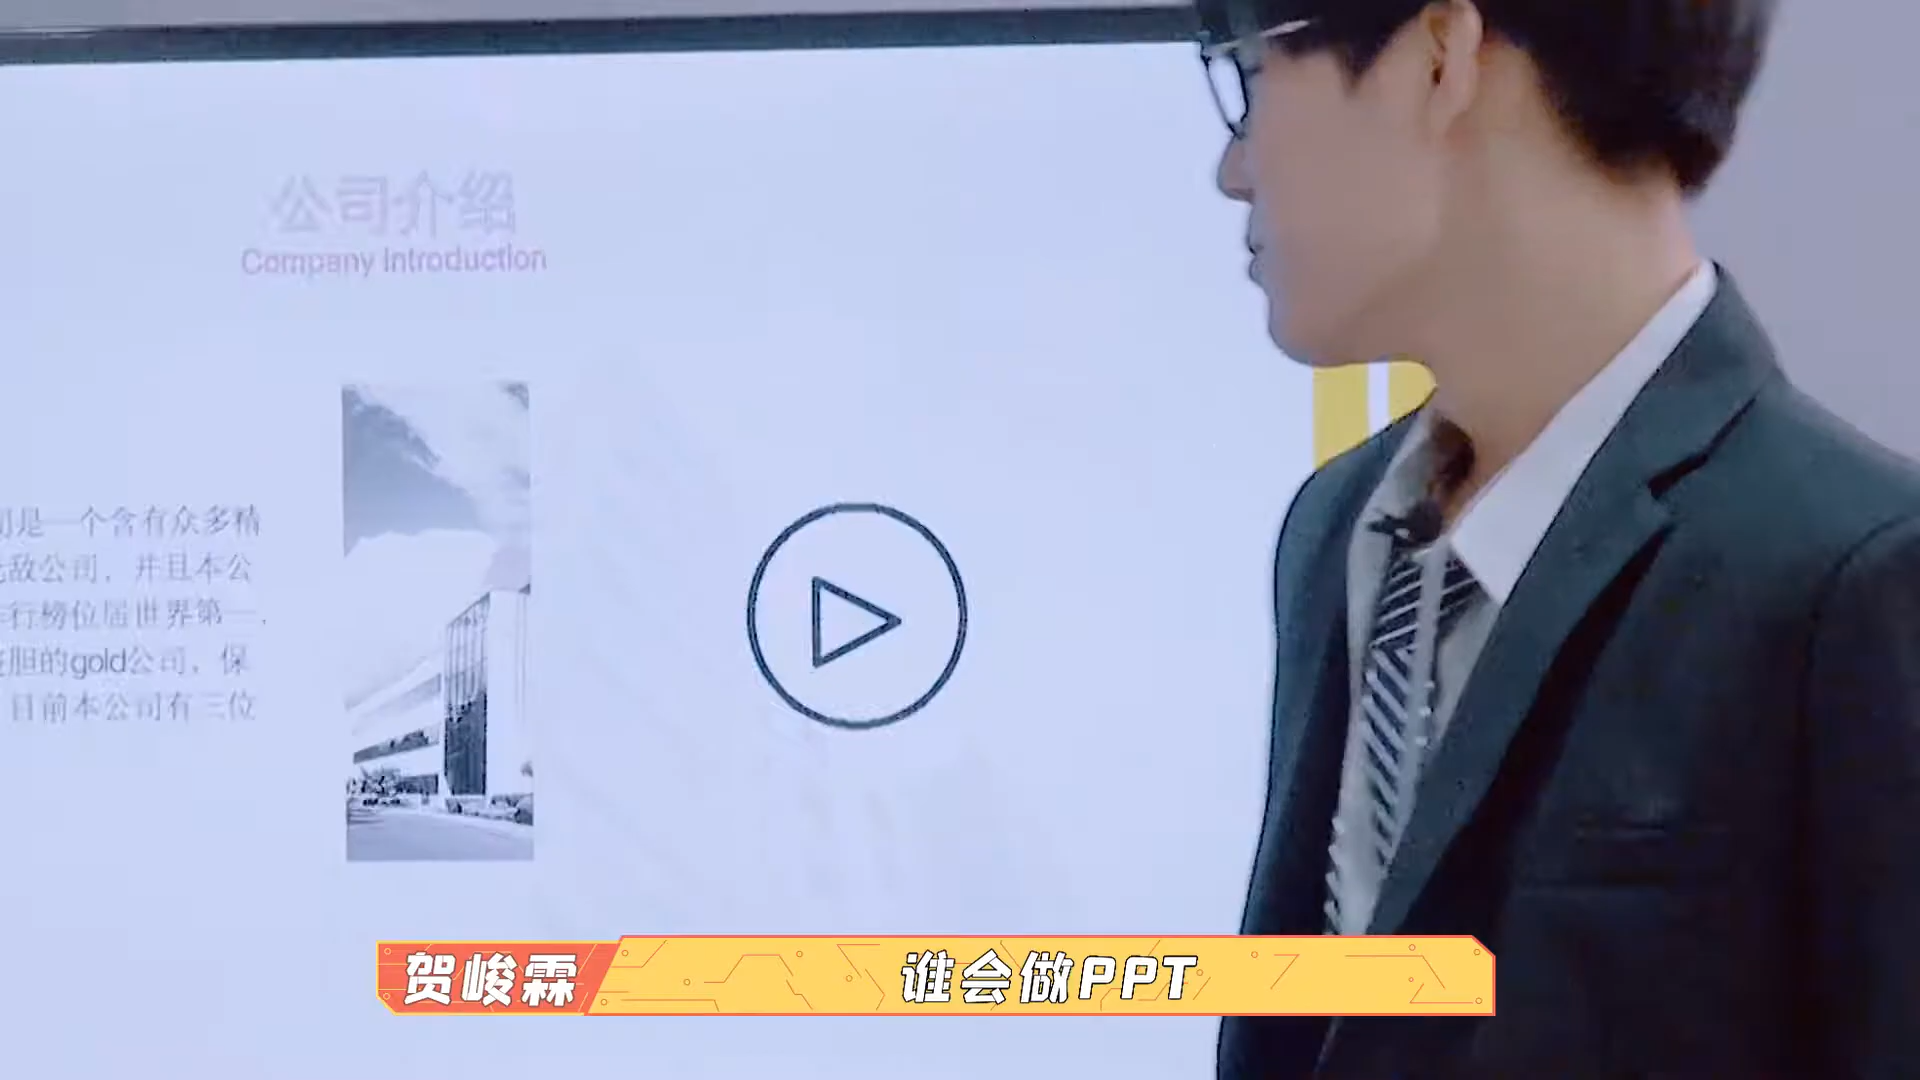 公司介绍
Company Introduction
是一个含有众多精
敌公司，并且本公
行榜位居世界第一，
胆的gold公司，保
目前本公司有三位
贺峻霖
谁会做PPT